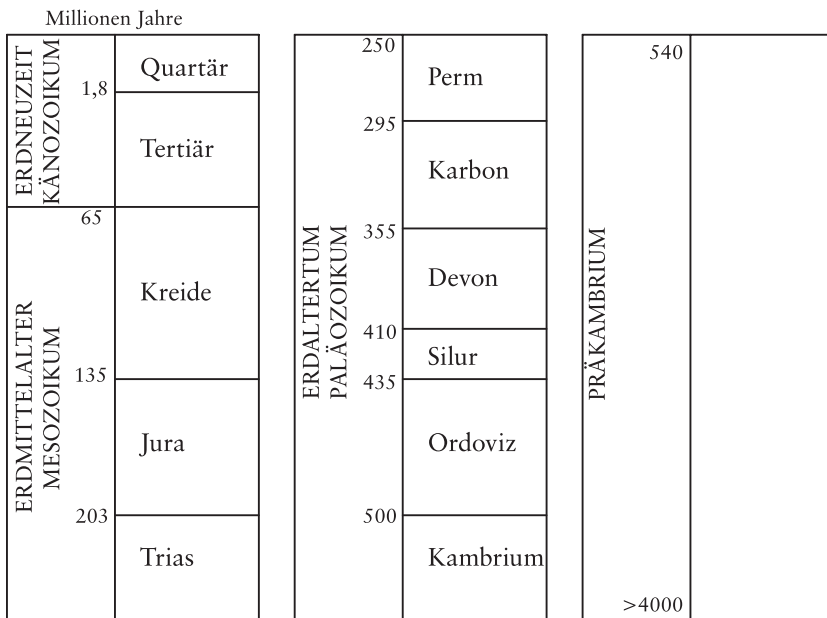 Millionen Jahre
ERDNEUZEIT
KÄNOZOIKUM
Quartär
1,8
Tertiär
65
ERDMITTELALTER
MESOZOIKUM
Kreide
135
Jura
203
Trias
ERDALTERTUM
PALÄOZOIKUM
250
Perm
295
Karbon
355
Devon
410
Silur
435
Ordoviz
500
Kambrium
PRÄKAMBRIUM
540
>4000